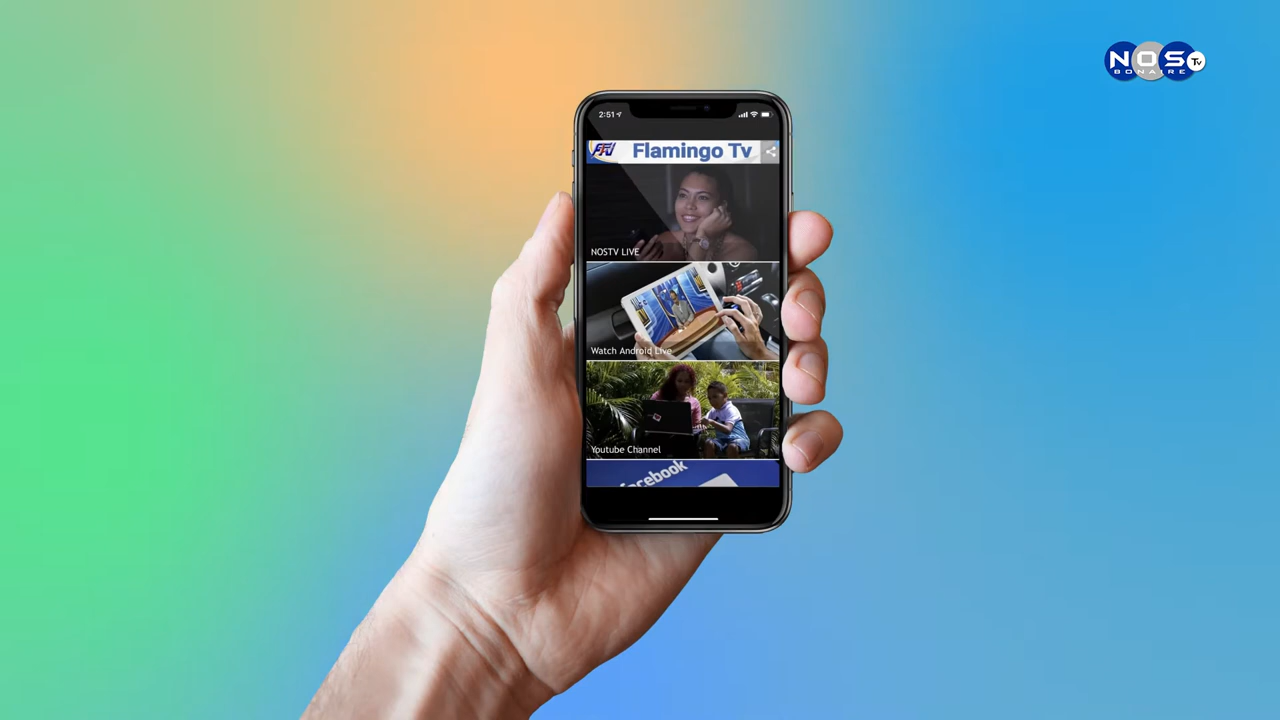 NOS Tv
BONAIRE
2:51
FTV Flamingo Tv
NOSTV LIVE
Watch Android Live
Youtube Channel
facebook